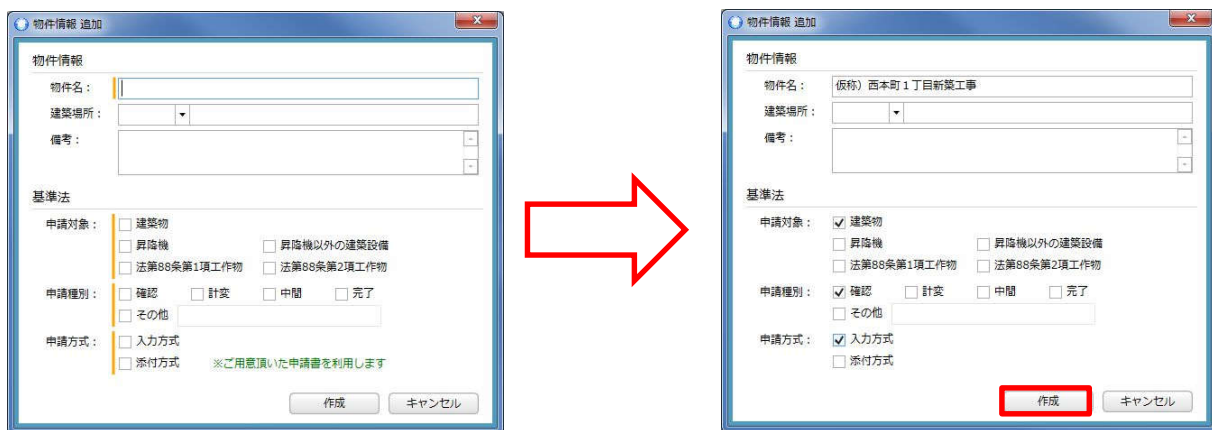 物件情報 追加
物件情報
物件名：
建築場所：
備考：
基準法
申請対象：
建築物
昇降機
昇降機以外の建築設備
法第88条第1項工作物
法第88条第2項工作物
申請種別：
確認
計変
中間
完了
その他
申請方式：
入力方式
添付方式
※ご用意頂いた申請書を利用します
作成
キャンセル
物件情報 追加
物件情報
物件名：
仮称）西本町１丁目新築工事
建築場所：
備考：
基準法
申請対象：
建築物
昇降機
昇降機以外の建築設備
法第88条第1項工作物
法第88条第2項工作物
申請種別：
確認
計変
中間
完了
その他
申請方式：
入力方式
添付方式
作成
キャンセル